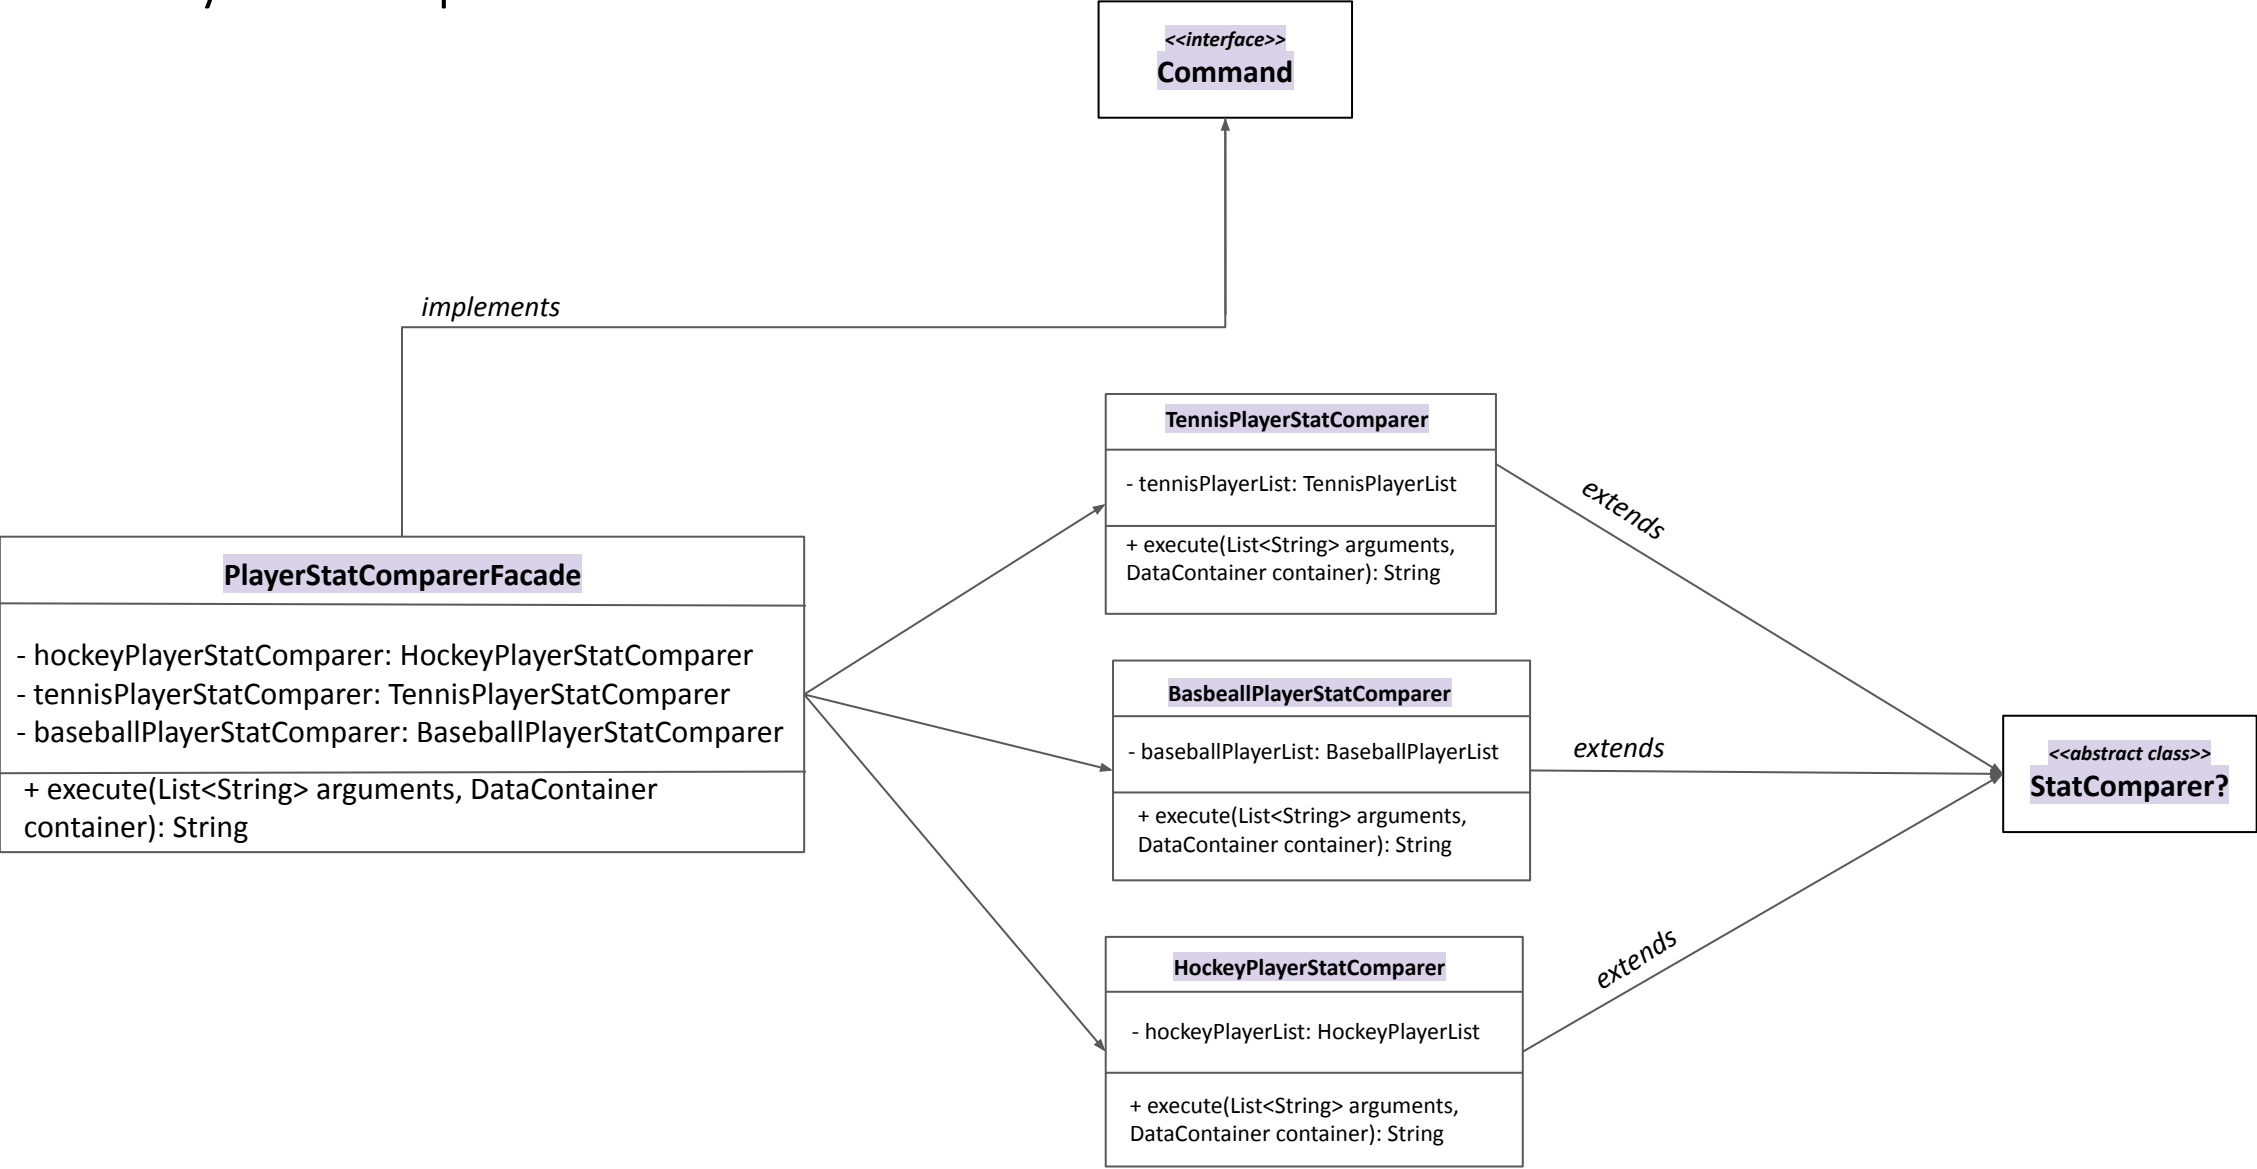 <<interface>>
Command
implements
TennisPlayerStatComparer
- tennisPlayerList: TennisPlayerList
+ execute(List<String> arguments,
DataContainer container): String
extends
PlayerStatComparerFacade
- hockeyPlayerStatComparer: HockeyPlayerStatComparer
- tennisPlayerStatComparer: TennisPlayerStatComparer
- baseballPlayerStatComparer: BaseballPlayerStatComparer
+ execute(List<String> arguments, DataContainer
container): String
BasbeallPlayerStatComparer
- baseballPlayerList: BaseballPlayerList
+ execute(List<String> arguments,
DataContainer container): String
extends
<<abstract class>>
StatComparer?
HockeyPlayerStatComparer
- hockeyPlayerList: HockeyPlayerList
+ execute(List<String> arguments,
DataContainer container): String
extends